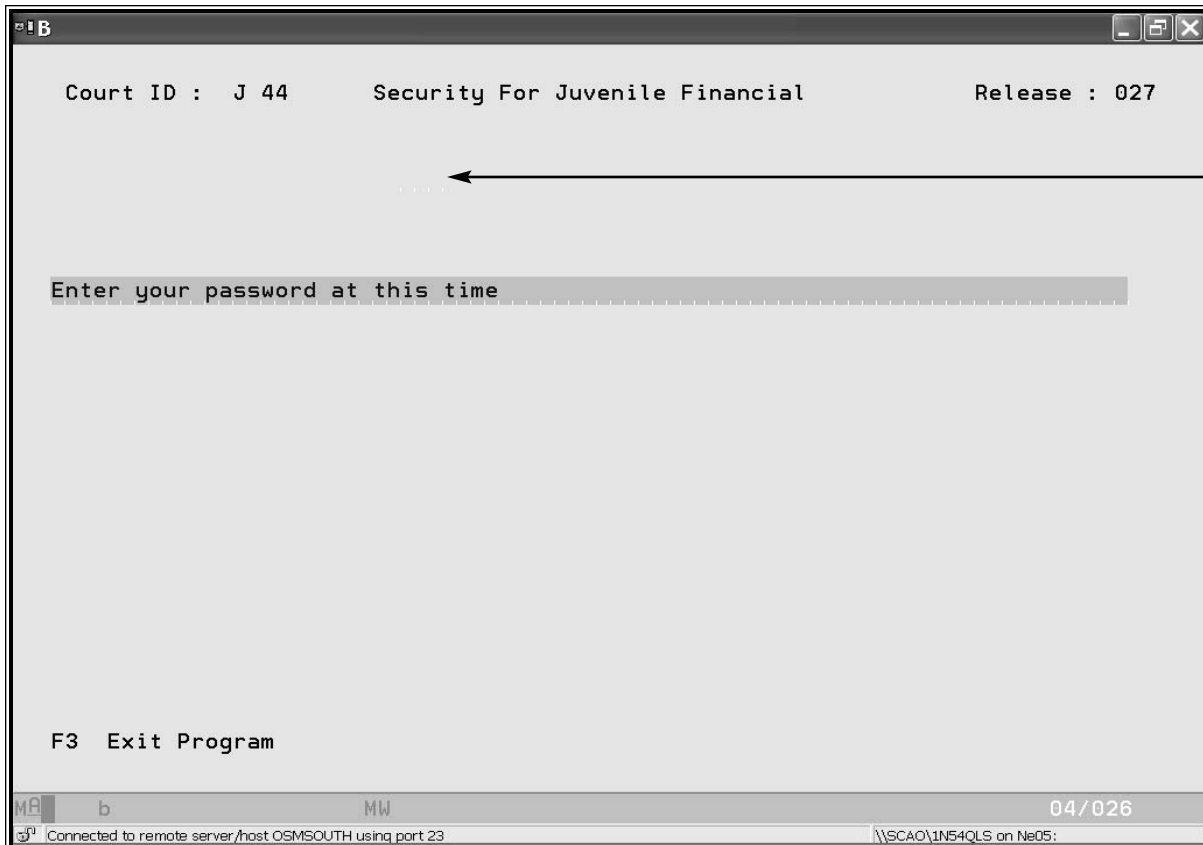 B
Court ID : J 44 Security For Juvenile Financial Release : 027
Enter your password at this time
F3 Exit Program
MA b MW 04/026
Connected to remote server/host OSMSOUTH using port 23 \\SCAO\1N54QLS on Ne05: